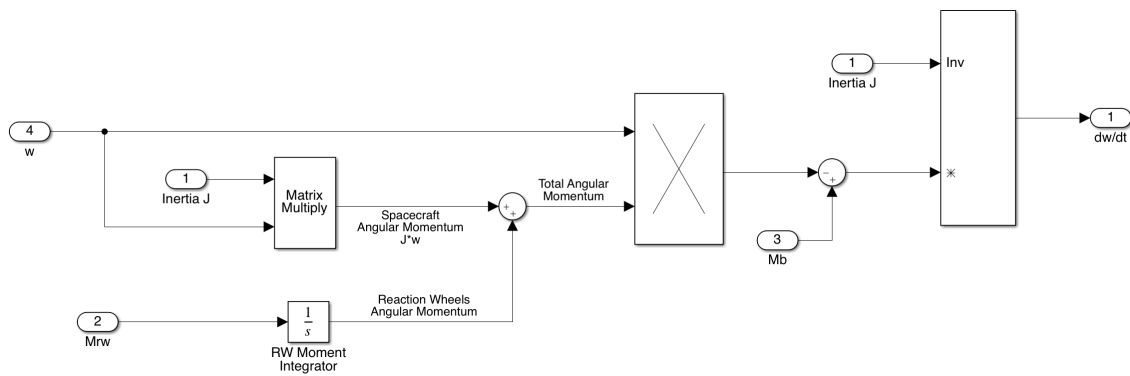 1
Inertia J
Inv
1
dw/dt
4
w
1
Inertia J
Matrix
Multiply
Spacecraft
Angular Momentum
J*w
+
+
Total Angular
Momentum
−
+
*
3
Mb
2
Mrw
1
s
RW Moment
Integrator
Reaction Wheels
Angular Momentum